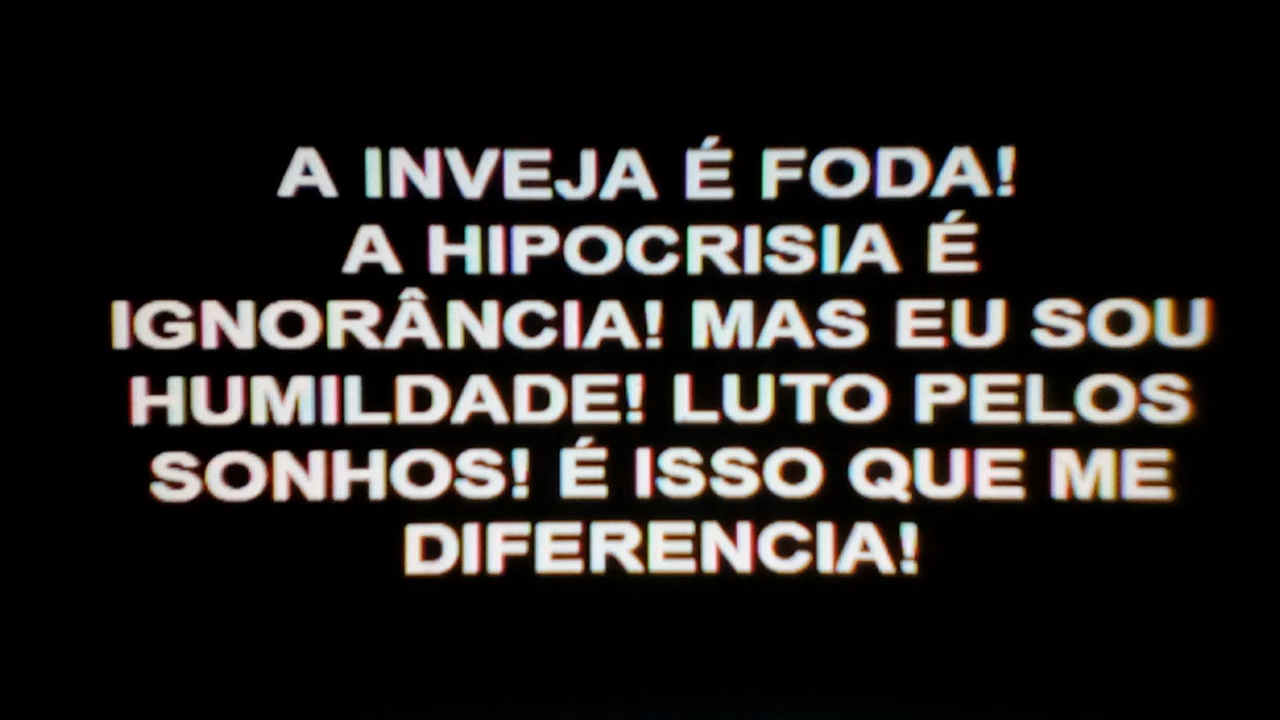 A INVEJA É FODA!
A HIPOCRISIA É
IGNORÂNCIA! MAS EU SOU
HUMILDADE! LUTO PELOS
SONHOS! É ISSO QUE ME
DIFERENCIA!